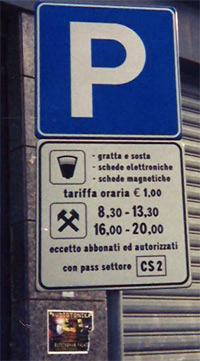 P
- gratta e sosta
- schede elettroniche
- schede magnetiche
tariffa oraria € 1,00
8,30 - 13,30
16,00 - 20,00
eccetto abbonati ed autorizzati
con pass settore CS2